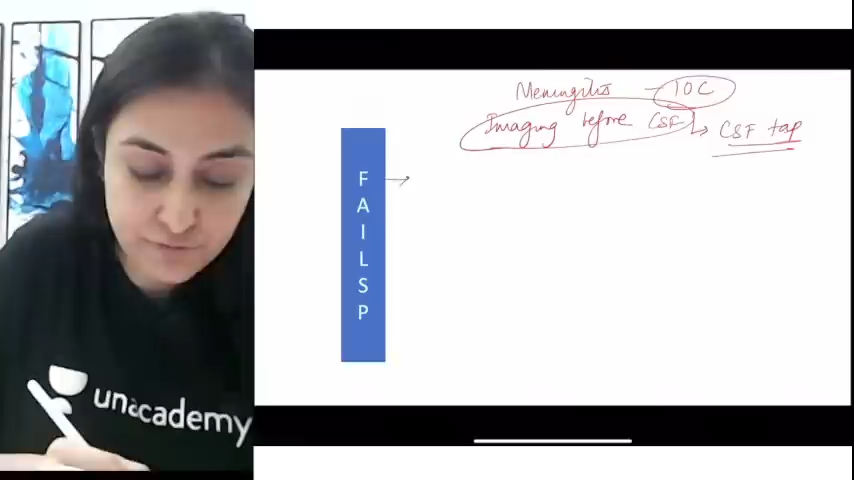 Meningitis - IOC
Imaging before CSF → CSF tap
F →
A
I
L
S
P
unacademy